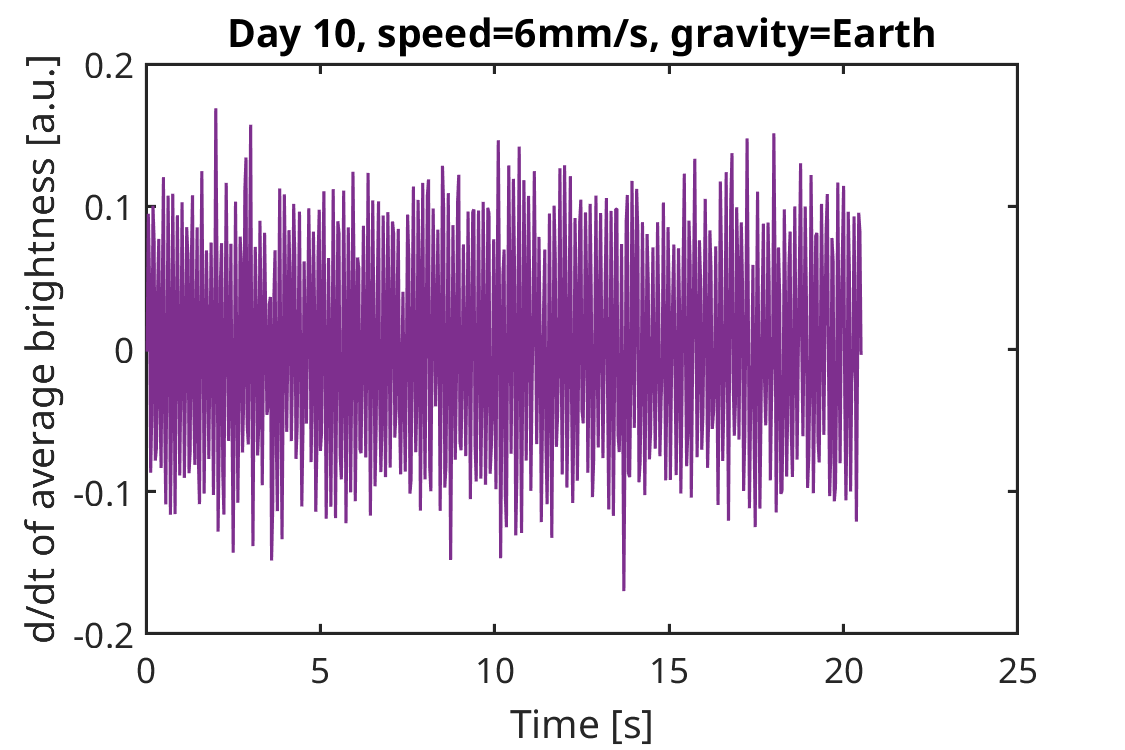 Day 10, speed=6mm/s, gravity=Earth
d/dt of average brightness [a.u.]
0.2
0.1
0
-0.1
-0.2
0 5 10 15 20 25
Time [s]